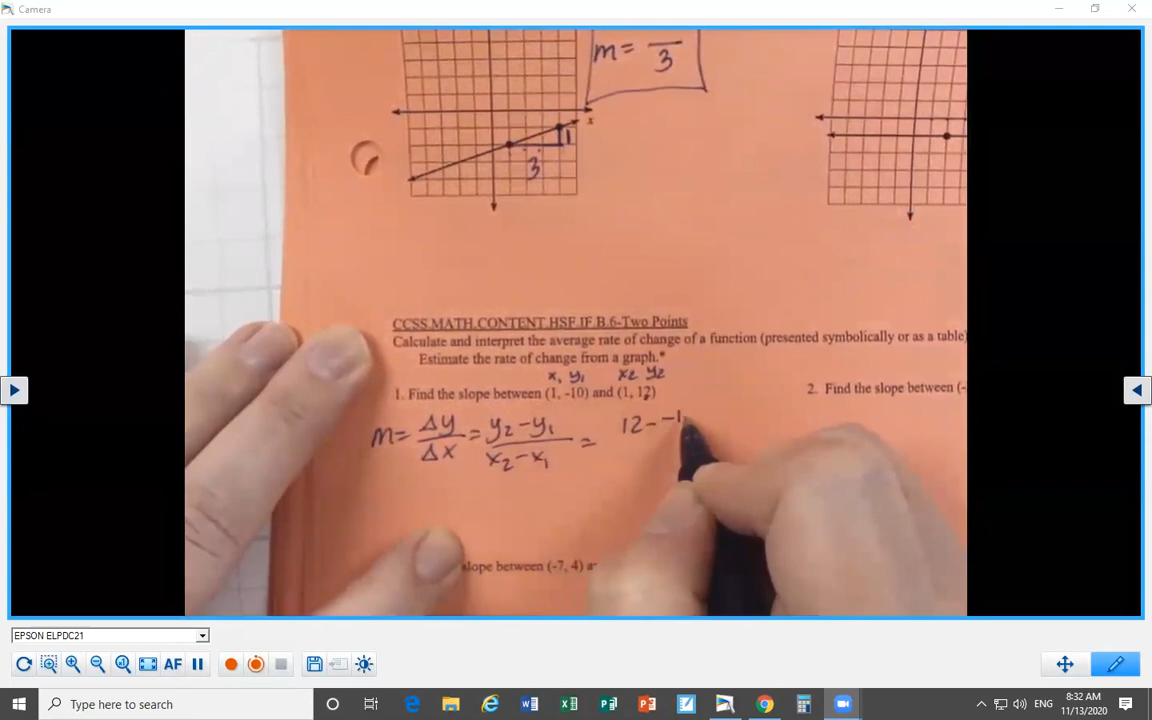 Camera
m = — 3
x
1
3
CCSS.MATH.CONTENT.HSF.IF.B.6-Two Points
Calculate and interpret the average rate of change of a function (presented symbolically or as a table)
Estimate the rate of change from a graph.*
x₁ y₁ x₂ y₂
1. Find the slope between (1, -10) and (1, 12)
2. Find the slope between (-
m = Δy/Δx = y₂ - y₁/x₂ - x₁ = 12 - -1
slope between (-7, 4) a
EPSON ELPDC21
AF
Type here to search
ENG
8:32 AM
11/13/2020